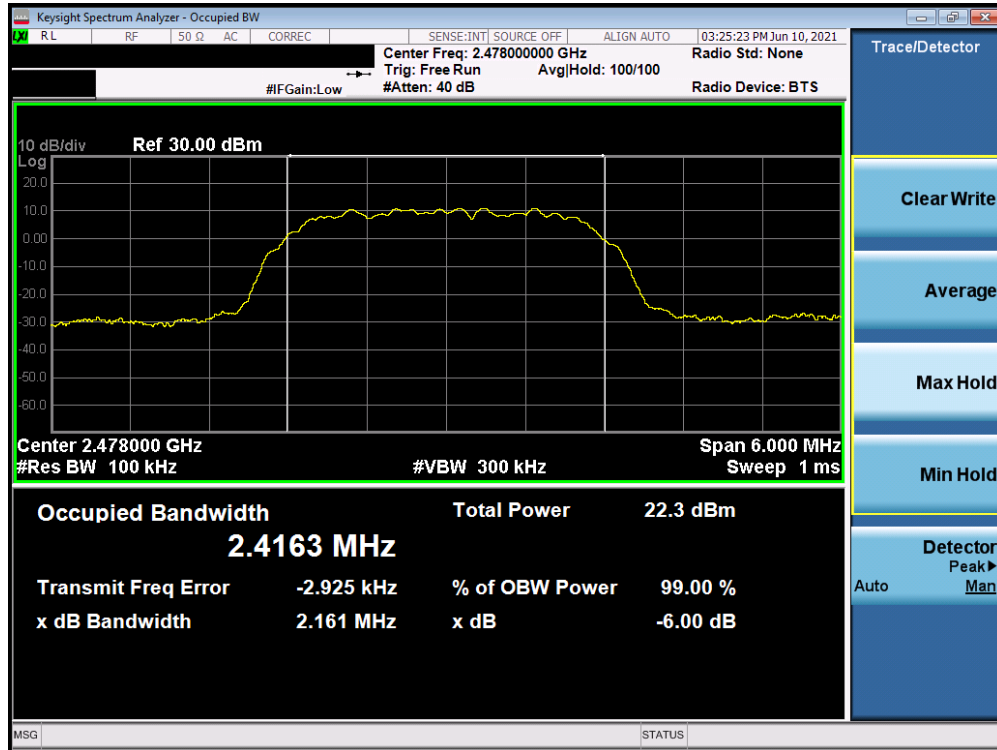 Keysight Spectrum Analyzer - Occupied BW
LXI RL RF 50 Ω AC CORREC SENSE:INT SOURCE OFF ALIGN AUTO 03:25:23 PM Jun 10, 2021
Center Freq: 2.478000000 GHz Radio Std: None
Trig: Free Run Avg|Hold: 100/100
#IFGain:Low #Atten: 40 dB Radio Device: BTS
Trace/Detector
10 dB/div Ref 30.00 dBm
Log
20.0
10.0
0.00
-10.0
-20.0
-30.0
-40.0
-50.0
-60.0
Center 2.478000 GHz Span 6.000 MHz
#Res BW 100 kHz #VBW 300 kHz Sweep 1 ms
Occupied Bandwidth Total Power 22.3 dBm
2.4163 MHz
Transmit Freq Error -2.925 kHz % of OBW Power 99.00 %
x dB Bandwidth 2.161 MHz x dB -6.00 dB
Clear Write
Average
Max Hold
Min Hold
Detector
Peak▶
Auto Man
MSG STATUS